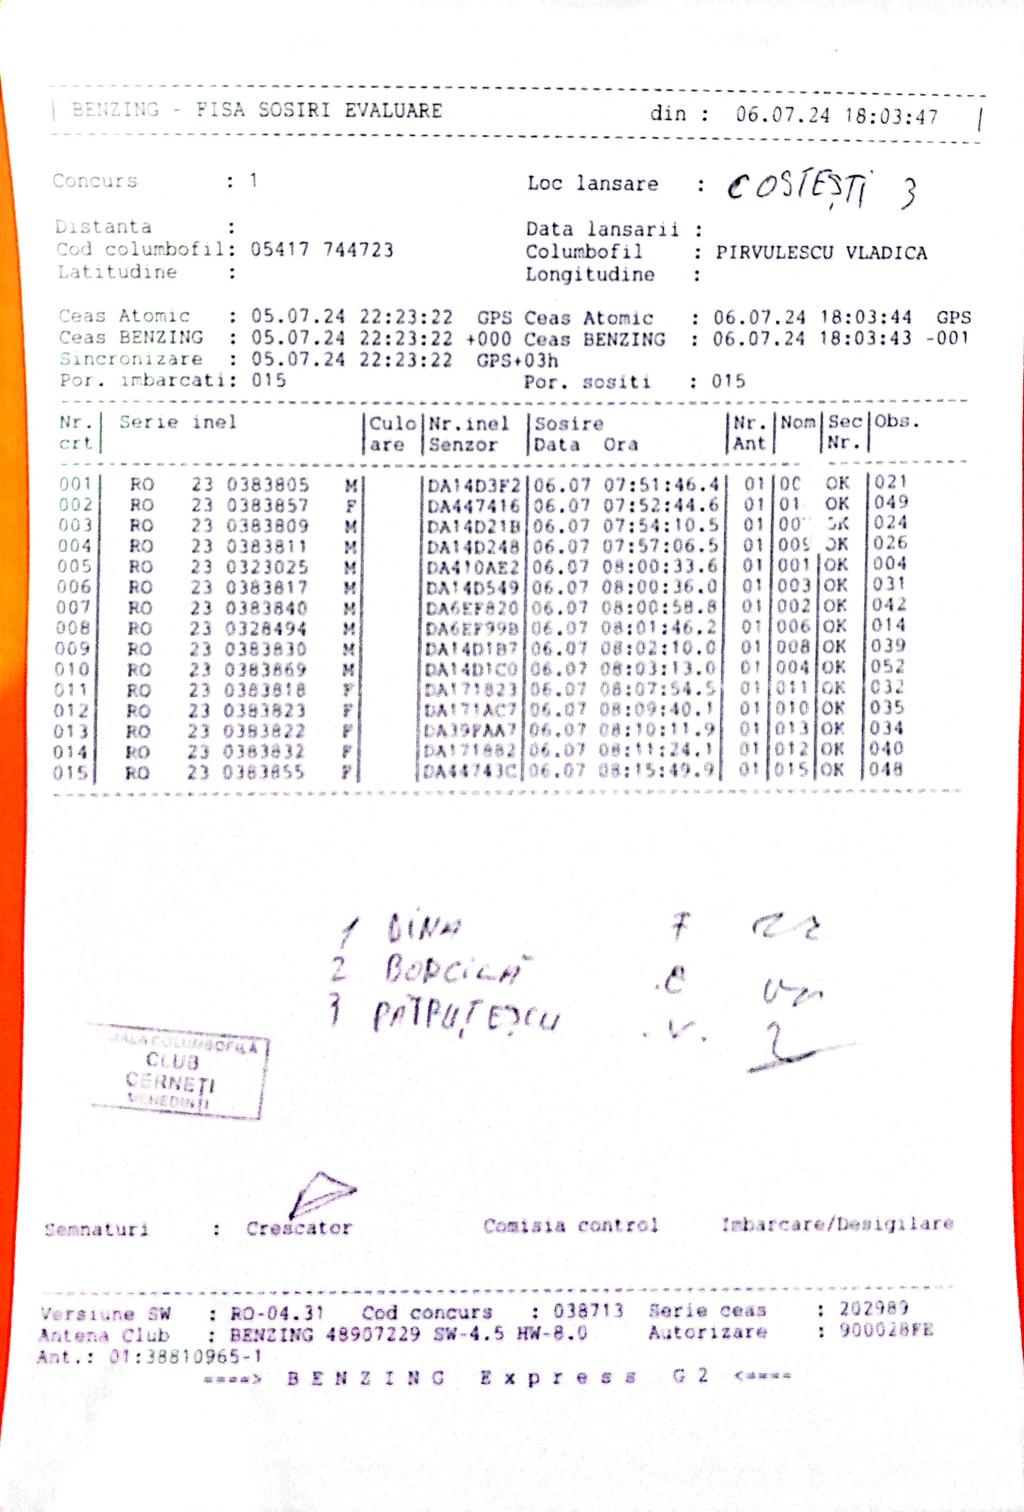 BENZING - FISA SOSIRI EVALUARE din : 06.07.24 18:03:47
Concurs : 1 Loc lansare : COSTEȘTI 3
Distanta : Data lansarii :
Cod columbofil: 05417 744723 Columbofil : PIRVULESCU VLADICA
Latitudine : Longitudine :
Ceas Atomic : 05.07.24 22:23:22 GPS Ceas Atomic : 06.07.24 18:03:44 GPS
Ceas BENZING : 05.07.24 22:23:22 +000 Ceas BENZING : 06.07.24 18:03:43 -001
Sincronizare : 05.07.24 22:23:22 GPS+03h
Por. imbarcati: 015 Por. sositi : 015
Nr. Serie inel Culo Nr.inel Sosire Nr. Nom Sec Obs.
crt are Senzor Data Ora Ant Nr.
001 RO 23 0383805 M DA14D3F2 06.07 07:51:46.4 01 OK 021
002 RO 23 0383857 F DA447416 06.07 07:52:44.6 01 OK 049
003 RO 23 0383809 M DA14D21B 06.07 07:54:10.5 01 024
004 RO 23 0383811 M DA14D248 06.07 07:57:06.5 01 OK 026
005 RO 23 0323025 M DA410AE2 06.07 08:00:33.6 01 001 OK 004
006 RO 23 0383817 M DA14D549 06.07 08:00:36.0 01 003 OK 031
007 RO 23 0383840 M DA6EF820 06.07 08:00:58.8 01 002 OK 042
008 RO 23 0328494 M DA6EF99B 06.07 08:01:46.2 01 006 OK 014
009 RO 23 0383830 M DA14D1B7 06.07 08:02:10.0 01 008 OK 039
010 RO 23 0383869 M DA14D1C0 06.07 08:03:13.0 01 004 OK 052
011 RO 23 0383818 F DA171823 06.07 08:07:54.5 01 011 OK 032
012 RO 23 0383823 F DA171AC7 06.07 08:09:40.1 01 010 OK 035
013 RO 23 0383822 F DA39FAA7 06.07 08:10:11.9 01 013 OK 034
014 RO 23 0383832 F DA171882 06.07 08:11:24.1 01 012 OK 040
015 RO 23 0383855 F DA44743C 06.07 08:15:49.9 01 015 OK 048
1 DINA F
2 BORCILĂ C
3 PĂTRUȚESCU V.
CLUB
CERNEȚI
MEHEDINȚI
Semnaturi : Crescator Comisia control Imbarcare/Desigilare
Versiune SW : RO-04.31 Cod concurs : 038713 Serie ceas : 202989
Antena Club : BENZING 48907229 SW-4.5 HW-8.0 Autorizare : 900028FE
Ant.: 01:38810965-1
====> BENZING Express G2 <====